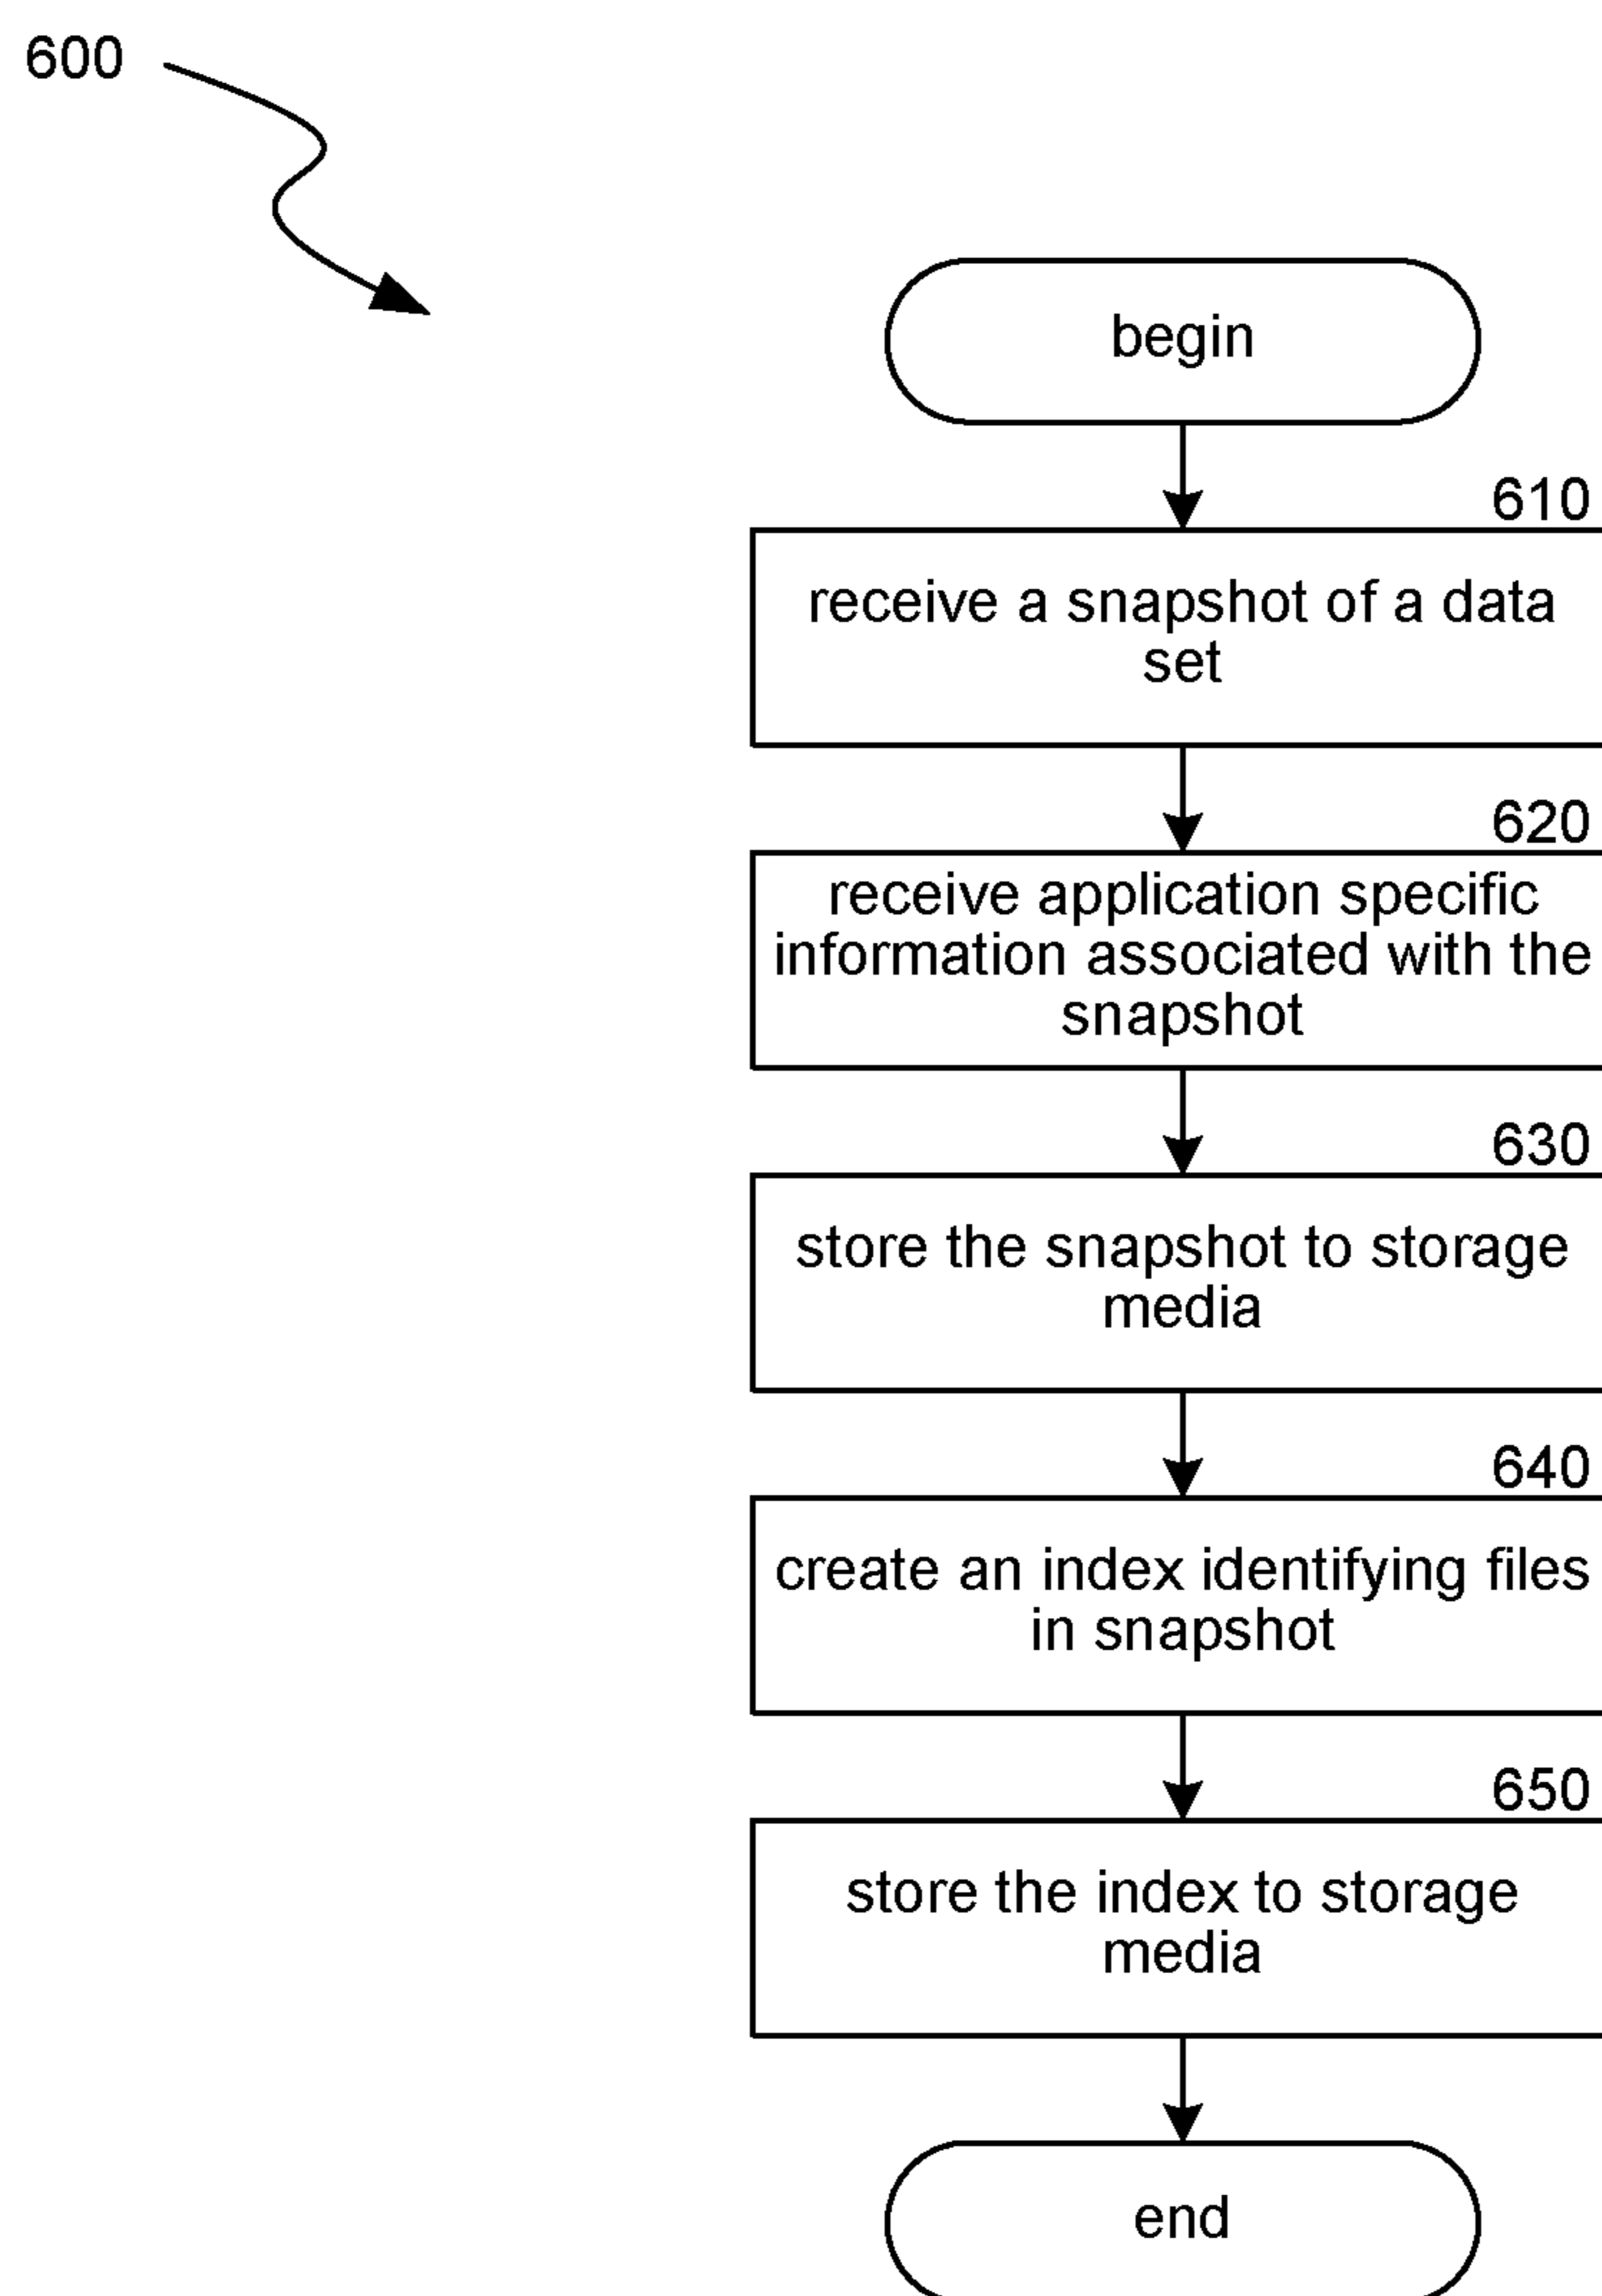 600
begin
610
receive a snapshot of a data
set
620
receive application specific
information associated with the
snapshot
630
store the snapshot to storage
media
640
create an index identifying files
in snapshot
650
store the index to storage
media
end